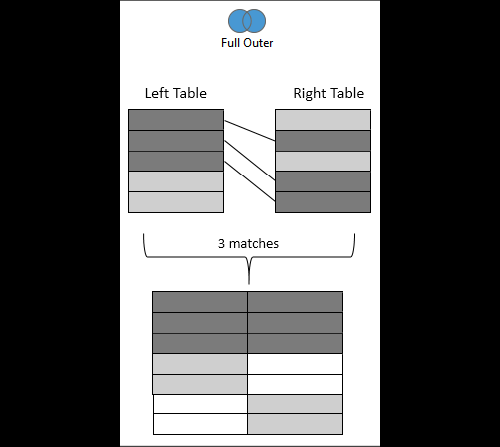 Full Outer
Left Table
Right Table
3 matches